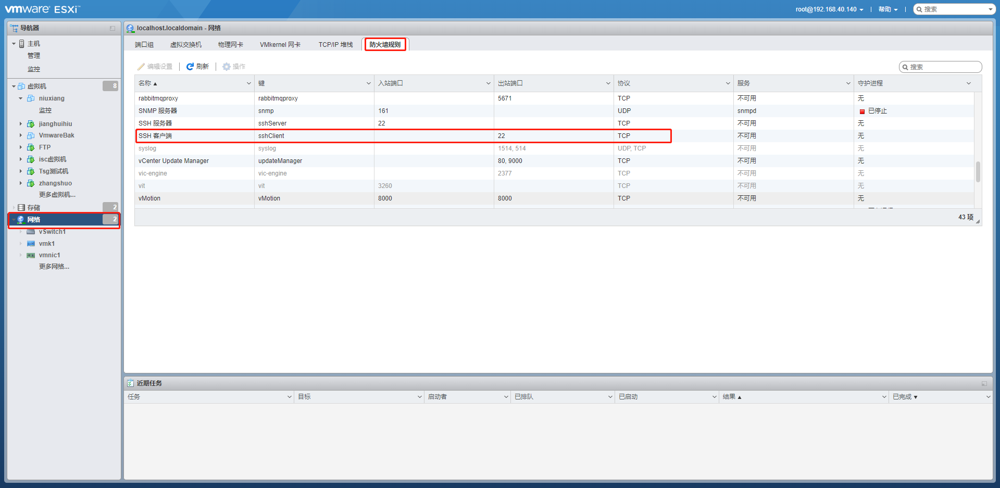 vmware ESXi™
root@192.168.40.140 | 帮助 | 搜索
导航器
主机
管理
监控
虚拟机 8
niuxiang
监控
jianghuihiu
VmwareBak
FTP
isc虚拟机
Tsg测试机
zhangshuo
更多虚拟机...
存储 2
网络 2
vSwitch1
vmk1
vmnic1
更多网络...
localhost.localdomain - 网络
端口组 虚拟交换机 物理网卡 VMkernel 网卡 TCP/IP 堆栈 防火墙规则
编辑设置 | 刷新 | 操作 搜索
名称 ▲ 键 入站端口 出站端口 协议 服务 守护进程
rabbitmqproxy rabbitmqproxy 5671 TCP 不可用 无
SNMP 服务器 snmp 161 UDP snmpd 已停止
SSH 服务器 sshServer 22 TCP 不可用 无
SSH 客户端 sshClient 22 TCP 不可用 无
syslog syslog 1514, 514 UDP, TCP 不可用 无
vCenter Update Manager updateManager 80, 9000 TCP 不可用 无
vic-engine vic-engine 2377 TCP 不可用 无
vit vit 3260 TCP 不可用 无
vMotion vMotion 8000 8000 TCP 不可用 无
43 项
近期任务
任务 目标 启动者 已排队 已启动 结果 ▲ 已完成 ▼